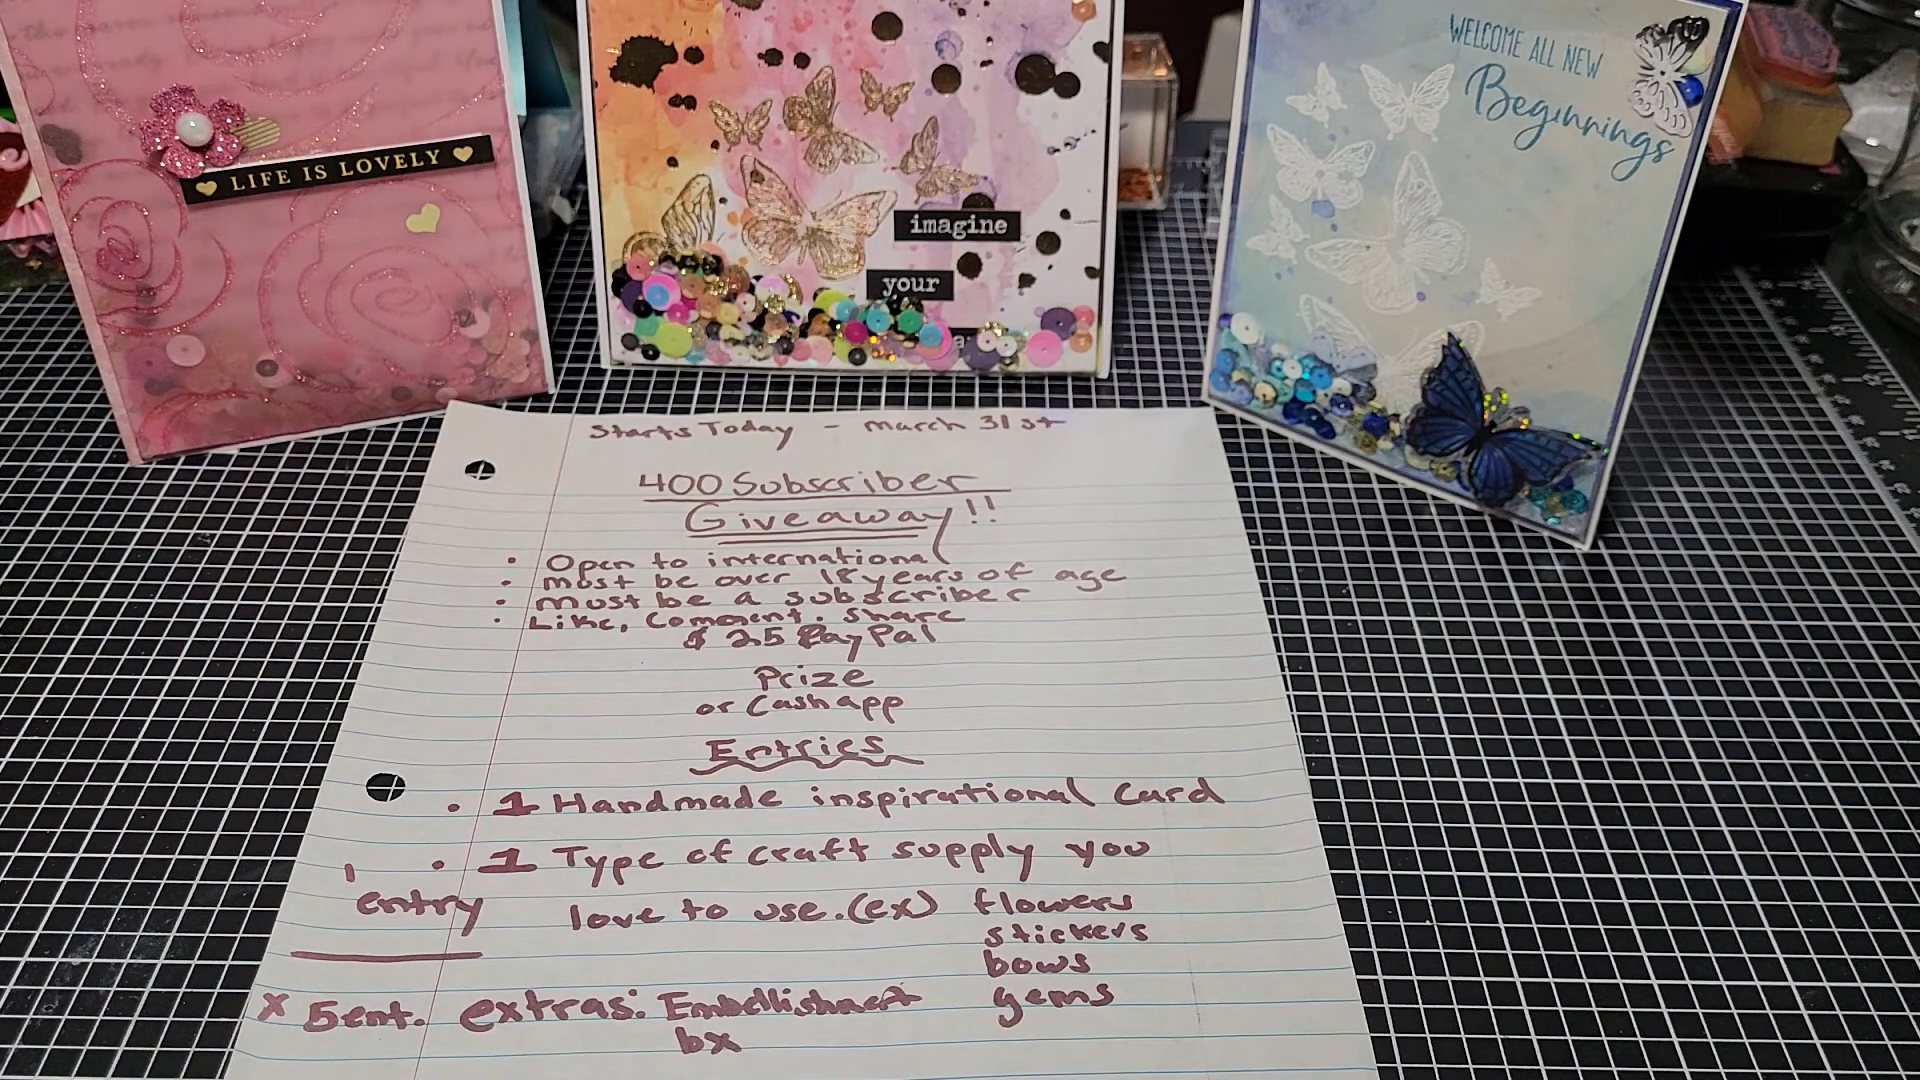 ♥ LIFE IS LOVELY ♥
imagine
your
WELCOME ALL NEW
Beginnings
Starts Today - march 31st
400 Subscriber
Giveaway!!
• Open to international
• must be over 18 years of age
• must be a subscriber
• Like, Comment. Share
$ 25 PayPal
Prize
or Cashapp
Entries
• 1 Handmade inspirational Card
1 entry
• 1 Type of craft supply you
love to use. (ex) flowers
stickers
bows
gems
x 5ent. extras: Embellishment
bx